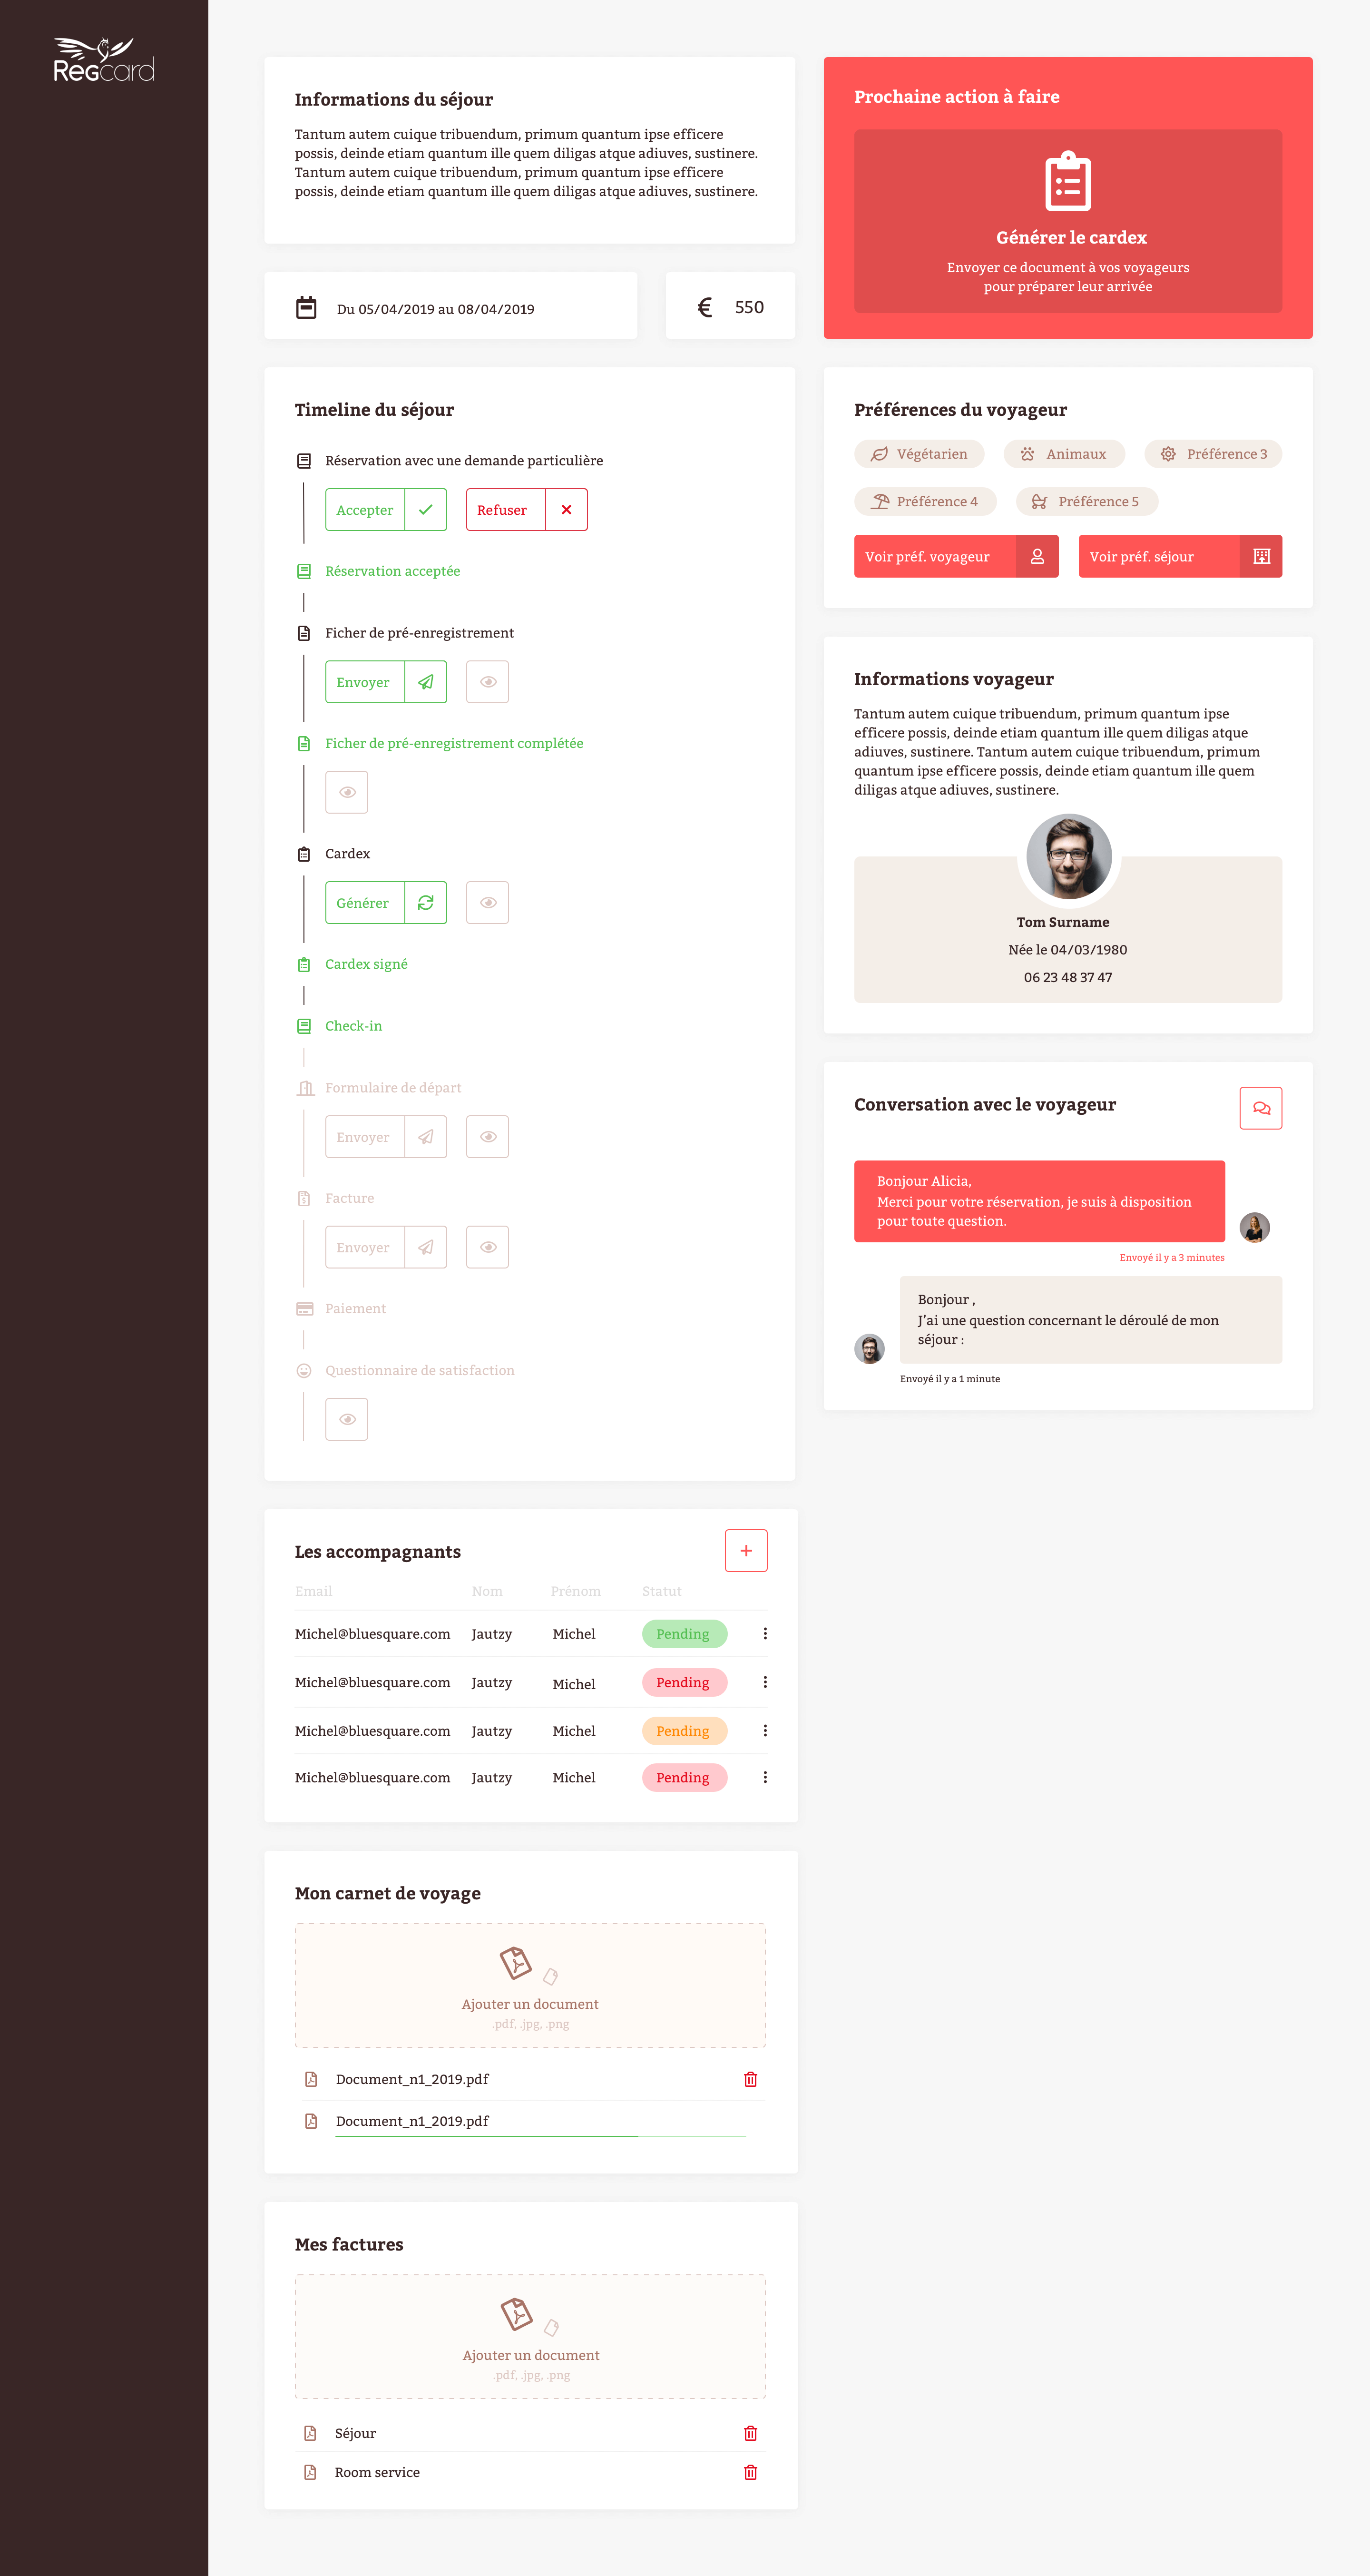 Regcard
Informations du séjour
Tantum autem cuique tribuendum, primum quantum ipse efficere
possis, deinde etiam quantum ille quem diligas atque adiuves, sustinere.
Tantum autem cuique tribuendum, primum quantum ipse efficere
possis, deinde etiam quantum ille quem diligas atque adiuves, sustinere.
Du 05/04/2019 au 08/04/2019
€ 550
Prochaine action à faire
Générer le cardex
Envoyer ce document à vos voyageurs
pour préparer leur arrivée
Timeline du séjour
Réservation avec une demande particulière
Accepter
Refuser
Réservation acceptée
Ficher de pré-enregistrement
Envoyer
Ficher de pré-enregistrement complétée
Cardex
Générer
Cardex signé
Check-in
Formulaire de départ
Envoyer
Facture
Envoyer
Paiement
Questionnaire de satisfaction
Préférences du voyageur
Végétarien
Animaux
Préférence 3
Préférence 4
Préférence 5
Voir préf. voyageur
Voir préf. séjour
Informations voyageur
Tantum autem cuique tribuendum, primum quantum ipse
efficere possis, deinde etiam quantum ille quem diligas atque
adiuves, sustinere. Tantum autem cuique tribuendum, primum
quantum ipse efficere possis, deinde etiam quantum ille quem
diligas atque adiuves, sustinere.
Tom Surname
Née le 04/03/1980
06 23 48 37 47
Conversation avec le voyageur
Bonjour Alicia,
Merci pour votre réservation, je suis à disposition
pour toute question.
Envoyé il y a 3 minutes
Bonjour ,
J’ai une question concernant le déroulé de mon
séjour :
Envoyé il y a 1 minute
Les accompagnants
Email Nom Prénom Statut
Michel@bluesquare.com Jautzy Michel Pending
Michel@bluesquare.com Jautzy Michel Pending
Michel@bluesquare.com Jautzy Michel Pending
Michel@bluesquare.com Jautzy Michel Pending
Mon carnet de voyage
Ajouter un document
.pdf, .jpg, .png
Document_n1_2019.pdf
Document_n1_2019.pdf
Mes factures
Ajouter un document
.pdf, .jpg, .png
Séjour
Room service